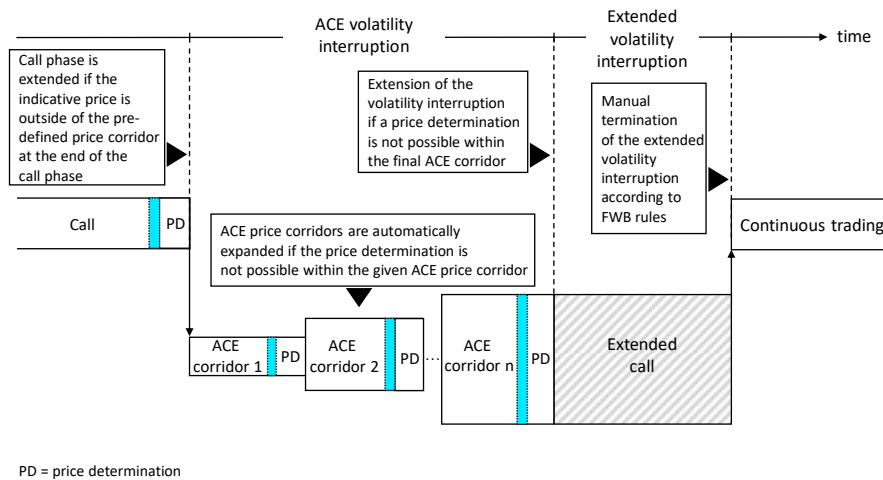 ACE volatility
interruption
Extended
volatility
interruption
time
Call phase is
extended if the
indicative price is
outside of the pre-
defined price corridor
at the end of the
call phase
Extension of the
volatility interruption
if a price determination
is not possible within
the final ACE corridor
Manual
termination
of the extended
volatility
interruption
according to
FWB rules
Call
PD
ACE price corridors are automatically
expanded if the price determination is
not possible within the given ACE price corridor
Continuous trading
ACE
corridor 1
PD
ACE
corridor 2
PD
...
ACE
corridor n
PD
Extended
call
PD = price determination